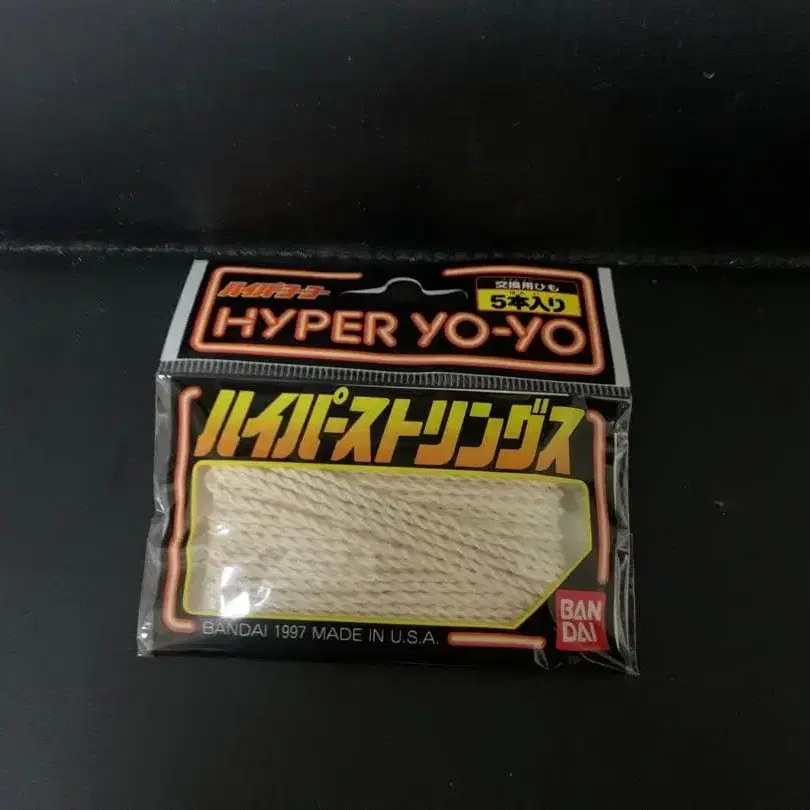 ハイパーヨーヨー
交換用ひも
5本入り
HYPER YO-YO
ハイパーストリングス
BANDAI 1997 MADE IN U.S.A.
BAN
DAI